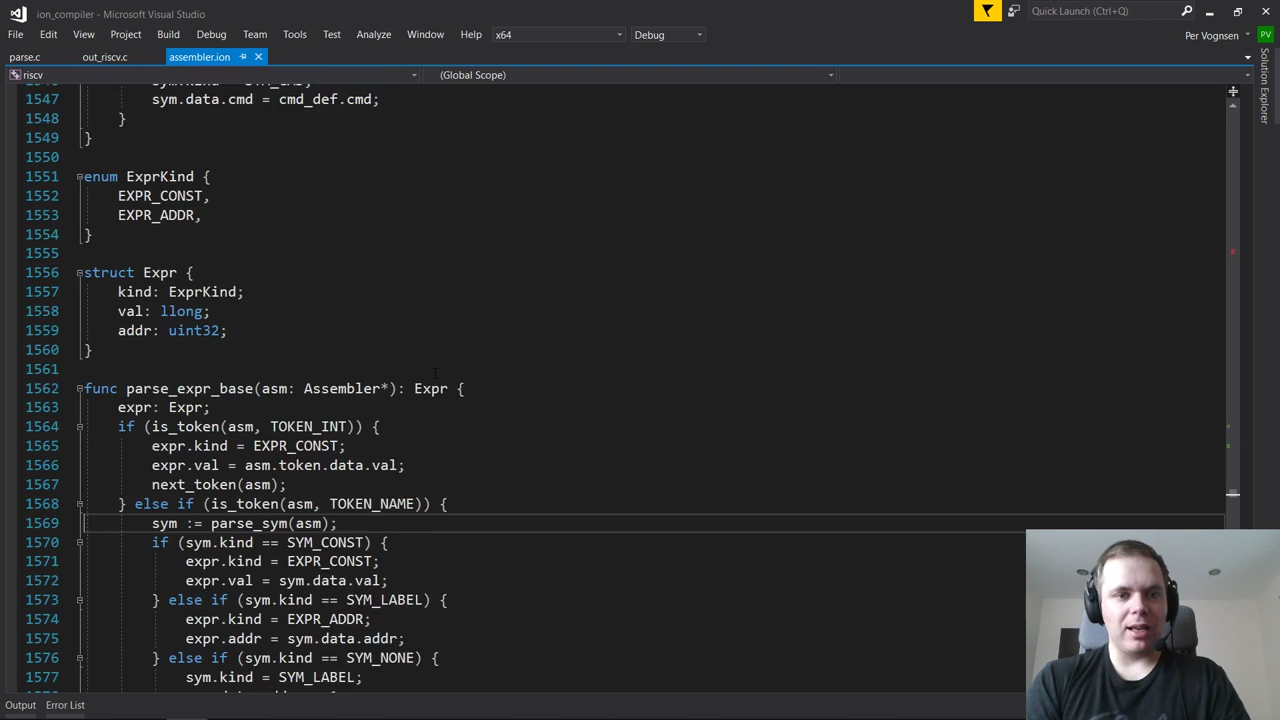 ion_compiler - Microsoft Visual Studio
Quick Launch (Ctrl+Q)
File Edit View Project Build Debug Team Tools Test Analyze Window Help x64 Debug
Per Vognsen PV
parse.c out_riscv.c assembler.ion
riscv (Global Scope)
Solution Explorer
1547 sym.data.cmd = cmd_def.cmd;
1548 }
1549 }
1550
1551 enum ExprKind {
1552 EXPR_CONST,
1553 EXPR_ADDR,
1554 }
1555
1556 struct Expr {
1557 kind: ExprKind;
1558 val: llong;
1559 addr: uint32;
1560 }
1561
1562 func parse_expr_base(asm: Assembler*): Expr {
1563 expr: Expr;
1564 if (is_token(asm, TOKEN_INT)) {
1565 expr.kind = EXPR_CONST;
1566 expr.val = asm.token.data.val;
1567 next_token(asm);
1568 } else if (is_token(asm, TOKEN_NAME)) {
1569 sym := parse_sym(asm);
1570 if (sym.kind == SYM_CONST) {
1571 expr.kind = EXPR_CONST;
1572 expr.val = sym.data.val;
1573 } else if (sym.kind == SYM_LABEL) {
1574 expr.kind = EXPR_ADDR;
1575 expr.addr = sym.data.addr;
1576 } else if (sym.kind == SYM_NONE) {
1577 sym.kind = SYM_LABEL;
Output Error List